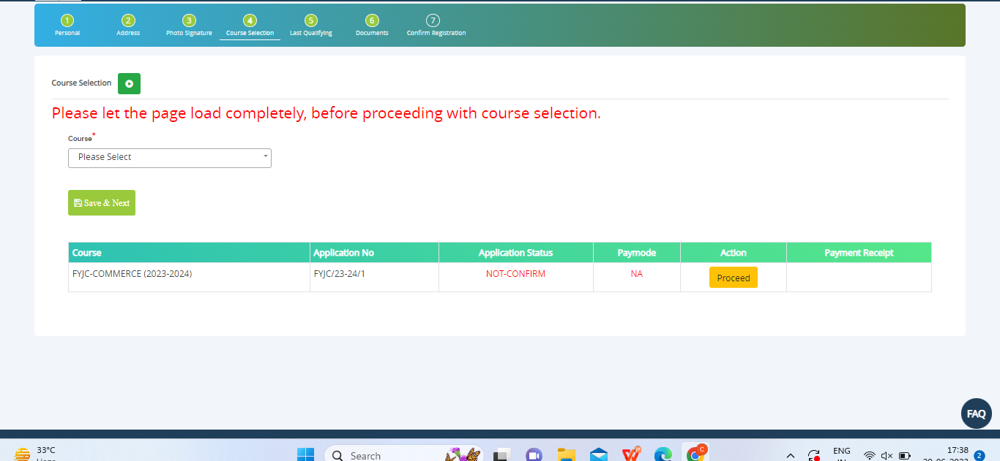 1 2 3 4 5 6 7
Personal Address Photo Signature Course Selection Last Qualifying Documents Confirm Registration
Course Selection
Please let the page load completely, before proceeding with course selection.
Course*
Please Select
Save & Next
Course Application No Application Status Paymode Action Payment Receipt
FYJC-COMMERCE (2023-2024) FYJC/23-24/1 NOT-CONFIRM NA Proceed
FAQ
33°C
Search
ENG
17:38
2